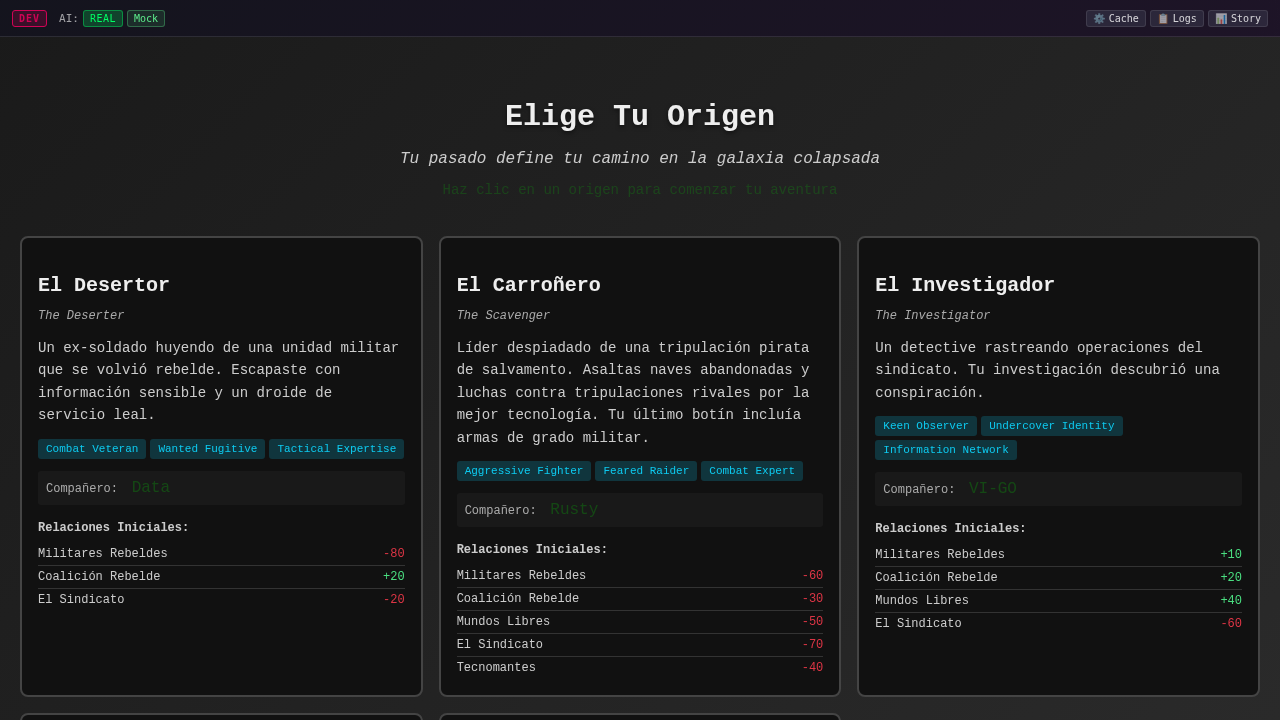 DEV AI: REAL Mock ⚙️ Cache 📋 Logs 📊 Story
Elige Tu Origen
Tu pasado define tu camino en la galaxia colapsada
Haz clic en un origen para comenzar tu aventura
El Desertor
The Deserter
Un ex-soldado huyendo de una unidad militar
que se volvió rebelde. Escapaste con
información sensible y un droide de
servicio leal.
Combat Veteran Wanted Fugitive Tactical Expertise
Compañero: Data
Relaciones Iniciales:
Militares Rebeldes -80
Coalición Rebelde +20
El Sindicato -20
El Carroñero
The Scavenger
Líder despiadado de una tripulación pirata
de salvamento. Asaltas naves abandonadas y
luchas contra tripulaciones rivales por la
mejor tecnología. Tu último botín incluía
armas de grado militar.
Aggressive Fighter Feared Raider Combat Expert
Compañero: Rusty
Relaciones Iniciales:
Militares Rebeldes -60
Coalición Rebelde -30
Mundos Libres -50
El Sindicato -70
Tecnomantes -40
El Investigador
The Investigator
Un detective rastreando operaciones del
sindicato. Tu investigación descubrió una
conspiración.
Keen Observer Undercover Identity
Information Network
Compañero: VI-GO
Relaciones Iniciales:
Militares Rebeldes +10
Coalición Rebelde +20
Mundos Libres +40
El Sindicato -60